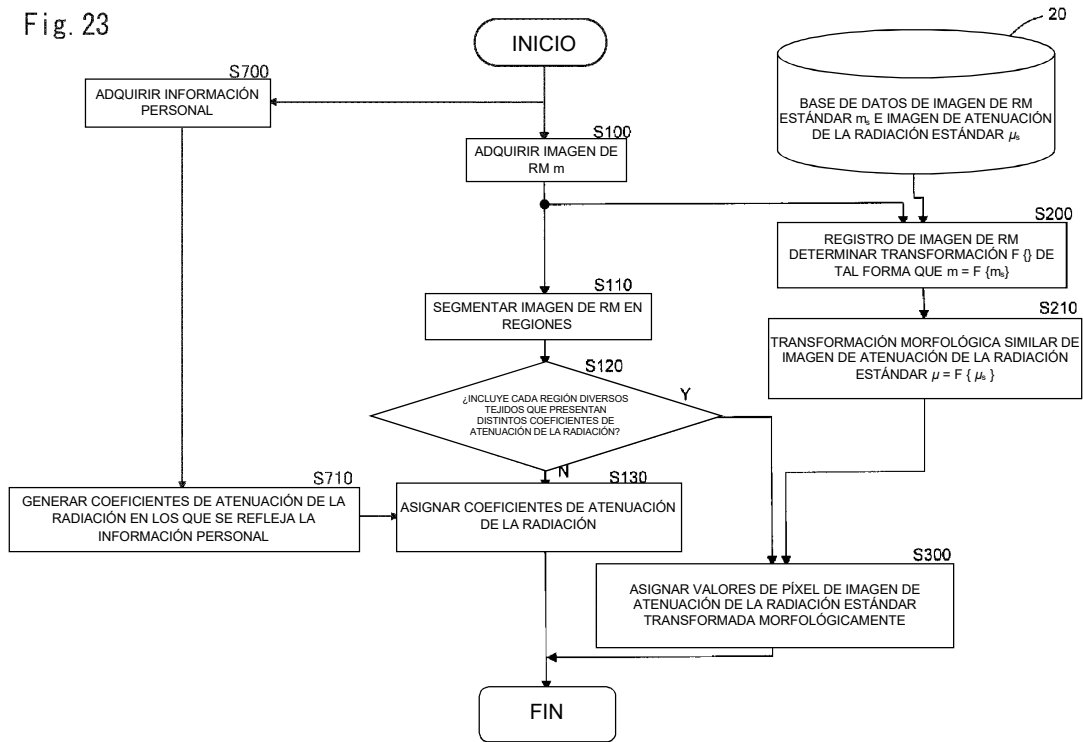 Fig. 23
INICIO
20
S700
ADQUIRIR INFORMACIÓN
PERSONAL
BASE DE DATOS DE IMAGEN DE RM
ESTÁNDAR mₛ E IMAGEN DE ATENUACIÓN
DE LA RADIACIÓN ESTÁNDAR μₛ
S100
ADQUIRIR IMAGEN DE
RM m
S200
REGISTRO DE IMAGEN DE RM
DETERMINAR TRANSFORMACIÓN F {} DE
TAL FORMA QUE m = F {mₛ}
S110
SEGMENTAR IMAGEN DE RM EN
REGIONES
S210
TRANSFORMACIÓN MORFOLÓGICA SIMILAR DE
IMAGEN DE ATENUACIÓN DE LA RADIACIÓN
ESTÁNDAR μ = F { μₛ }
S120
¿INCLUYE CADA REGIÓN DIVERSOS
TEJIDOS QUE PRESENTAN
DISTINTOS COEFICIENTES DE
ATENUACIÓN DE LA RADIACIÓN?
Y
N
S710
GENERAR COEFICIENTES DE ATENUACIÓN DE LA
RADIACIÓN EN LOS QUE SE REFLEJA LA
INFORMACIÓN PERSONAL
S130
ASIGNAR COEFICIENTES DE ATENUACIÓN
DE LA RADIACIÓN
S300
ASIGNAR VALORES DE PÍXEL DE IMAGEN DE
ATENUACIÓN DE LA RADIACIÓN ESTÁNDAR
TRANSFORMADA MORFOLÓGICAMENTE
FIN